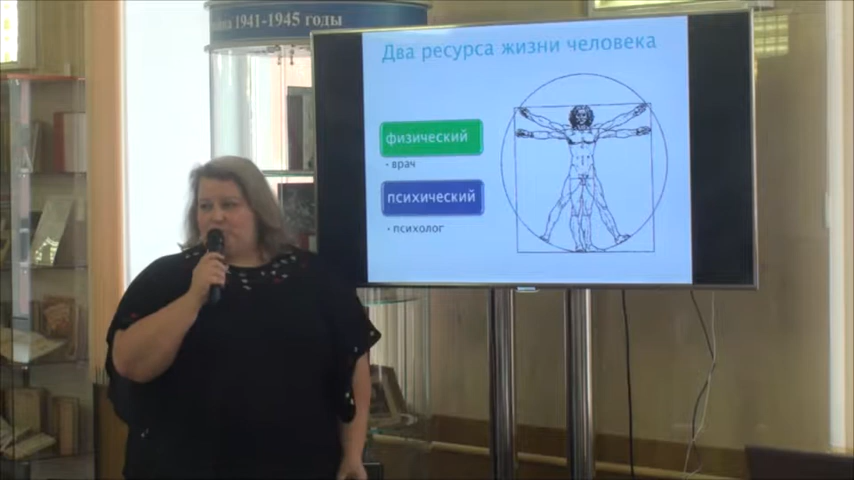 1941-1945 годы
Два ресурса жизни человека
физический
• врач
психический
• психолог